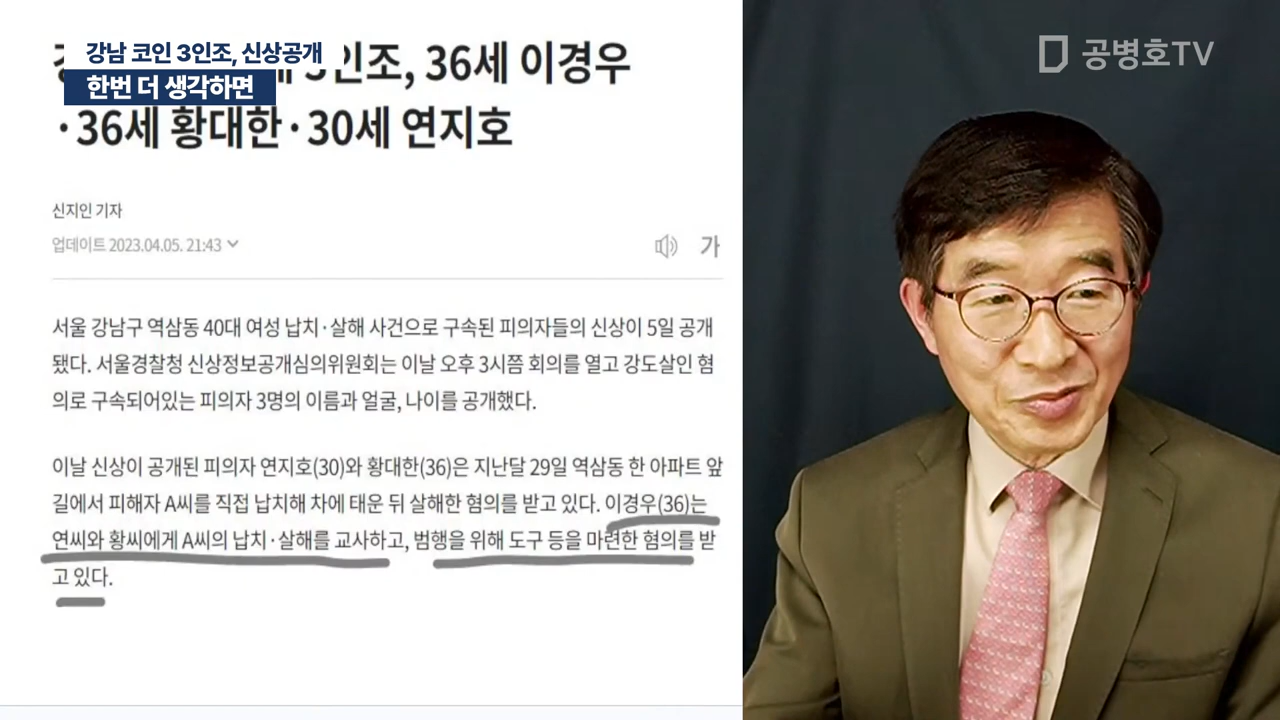 강남 코인 3인조, 신상공개
한번 더 생각하면
공병호TV
3인조, 36세 이경우
·36세 황대한·30세 연지호
신지인 기자
업데이트 2023.04.05. 21:43
가
서울 강남구 역삼동 40대 여성 납치·살해 사건으로 구속된 피의자들의 신상이 5일 공개
됐다. 서울경찰청 신상정보공개심의위원회는 이날 오후 3시쯤 회의를 열고 강도살인 혐
의로 구속되어있는 피의자 3명의 이름과 얼굴, 나이를 공개했다.
이날 신상이 공개된 피의자 연지호(30)와 황대한(36)은 지난달 29일 역삼동 한 아파트 앞
길에서 피해자 A씨를 직접 납치해 차에 태운 뒤 살해한 혐의를 받고 있다. 이경우(36)는
연씨와 황씨에게 A씨의 납치·살해를 교사하고, 범행을 위해 도구 등을 마련한 혐의를 받
고 있다.